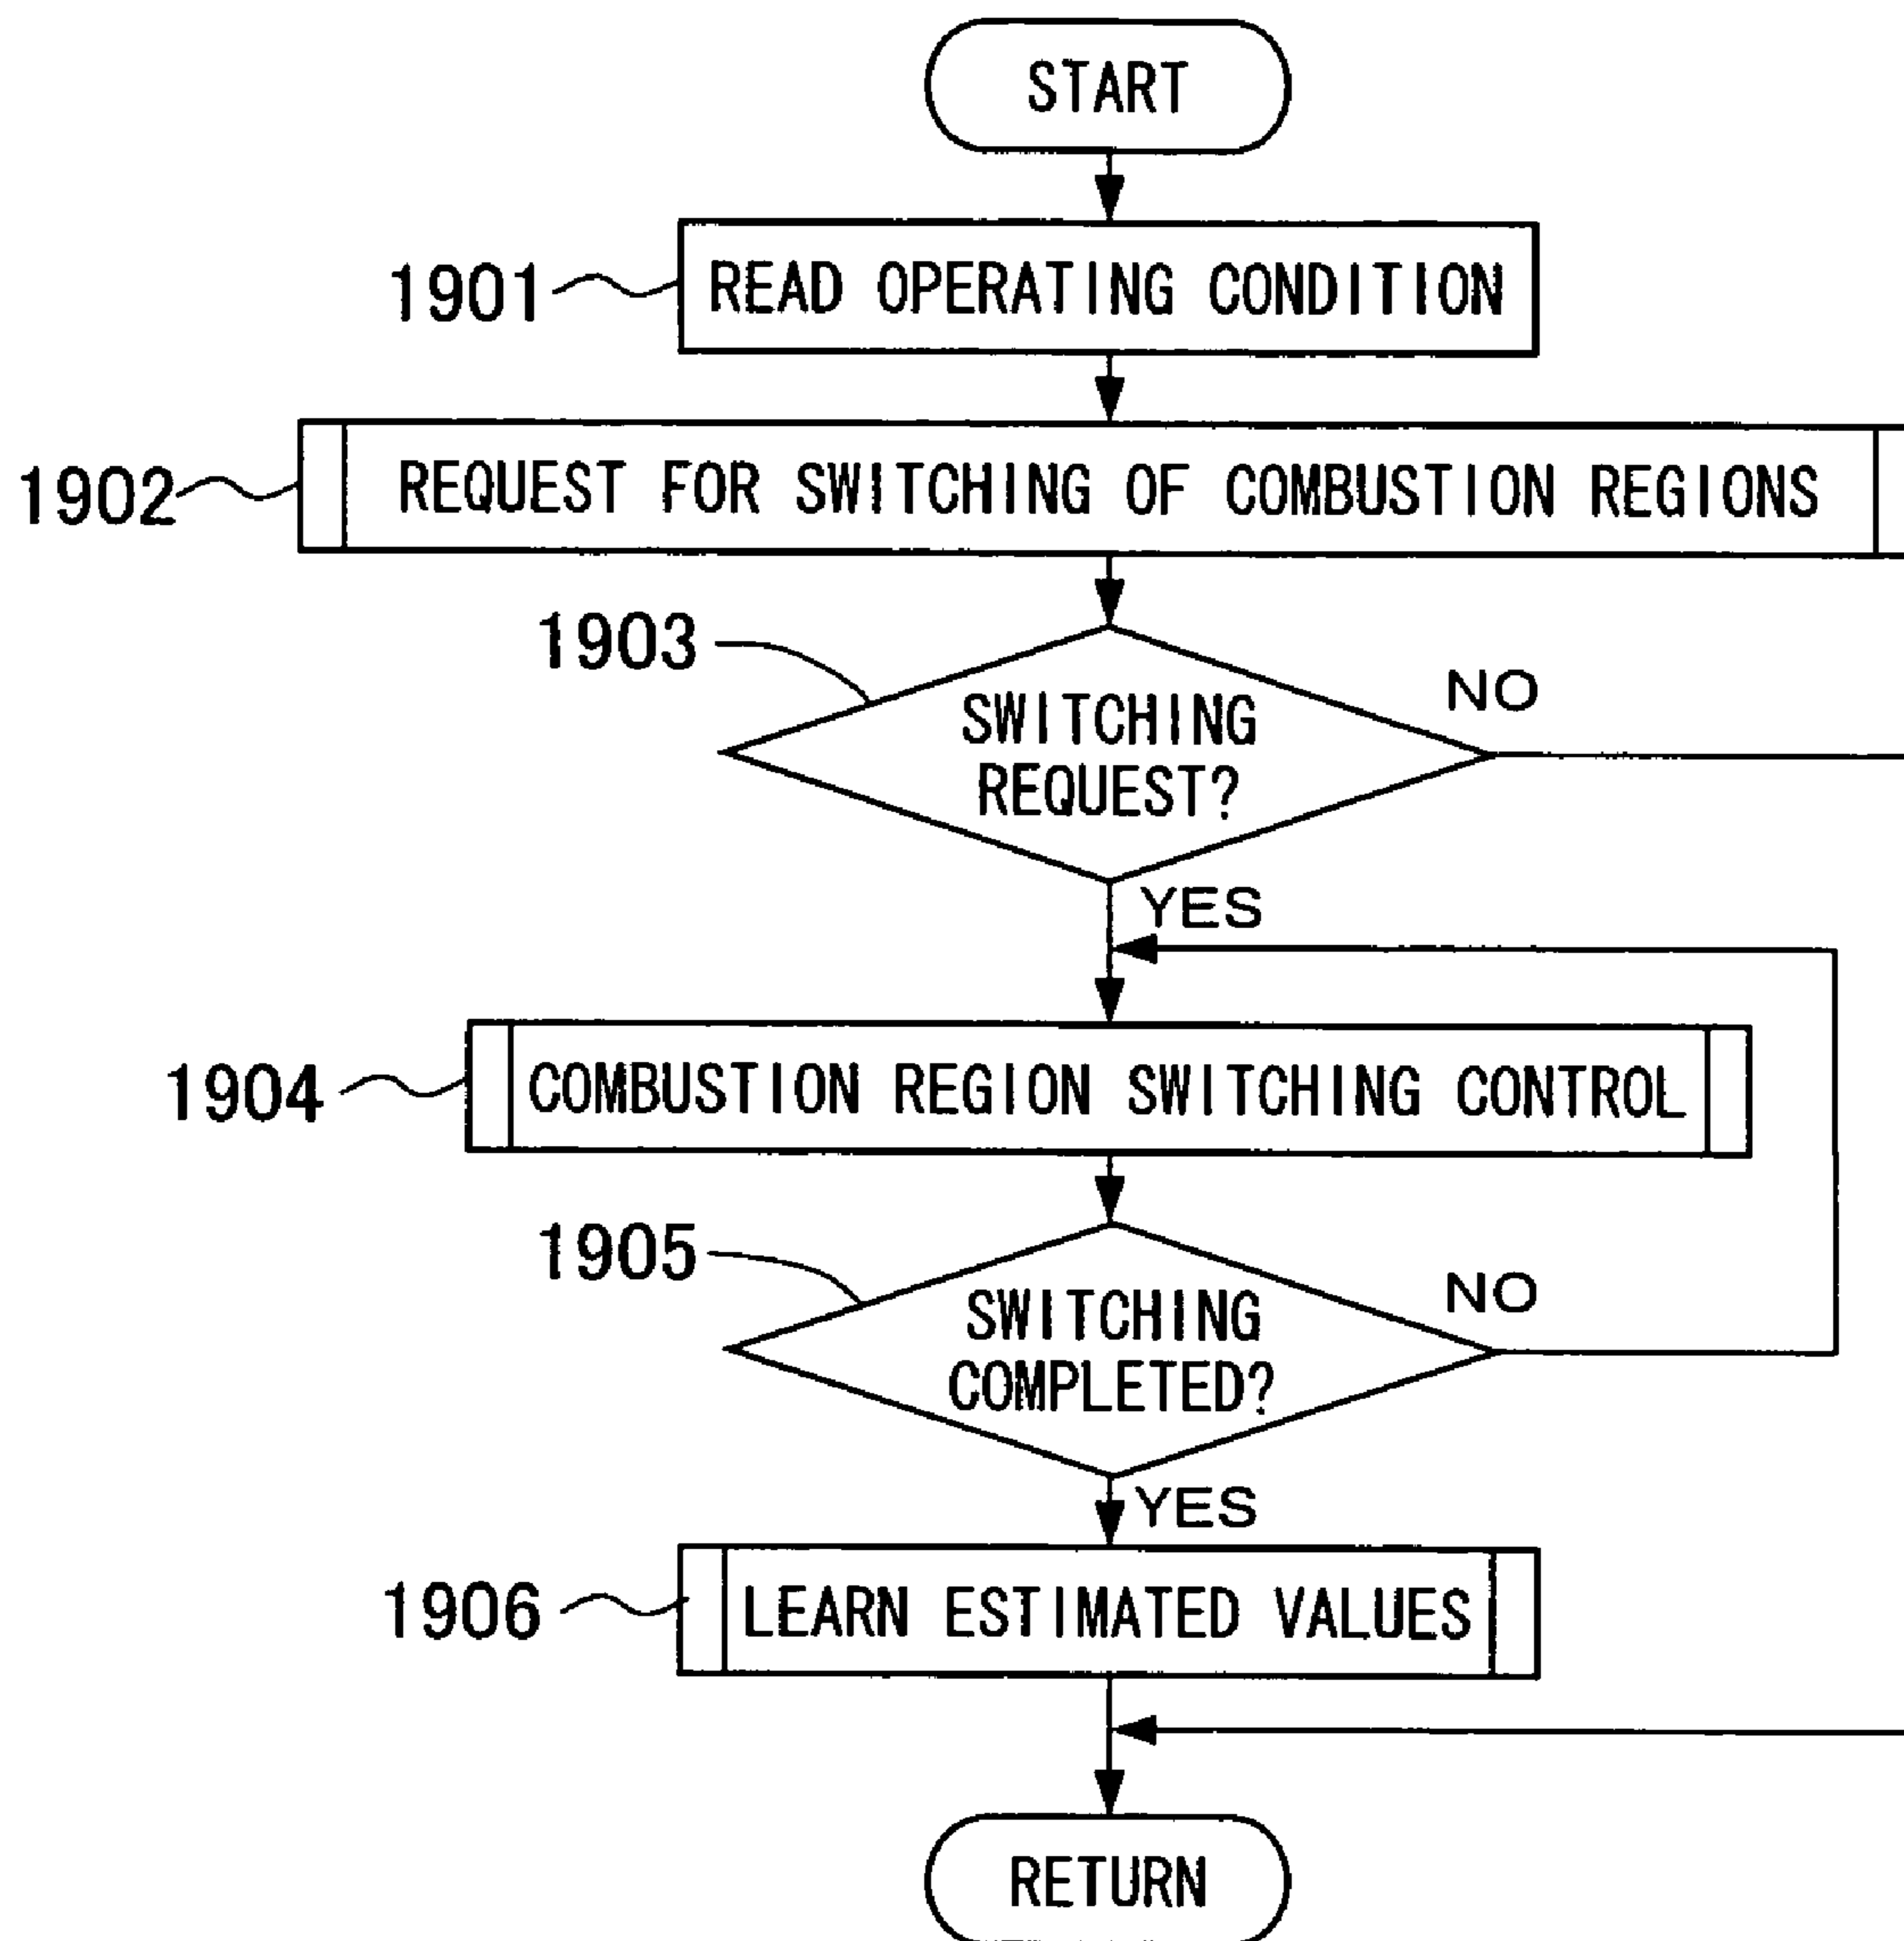 START
1901
READ OPERATING CONDITION
1902
REQUEST FOR SWITCHING OF COMBUSTION REGIONS
1903
SWITCHING
REQUEST?
NO
YES
1904
COMBUSTION REGION SWITCHING CONTROL
1905
SWITCHING
COMPLETED?
NO
YES
1906
LEARN ESTIMATED VALUES
RETURN